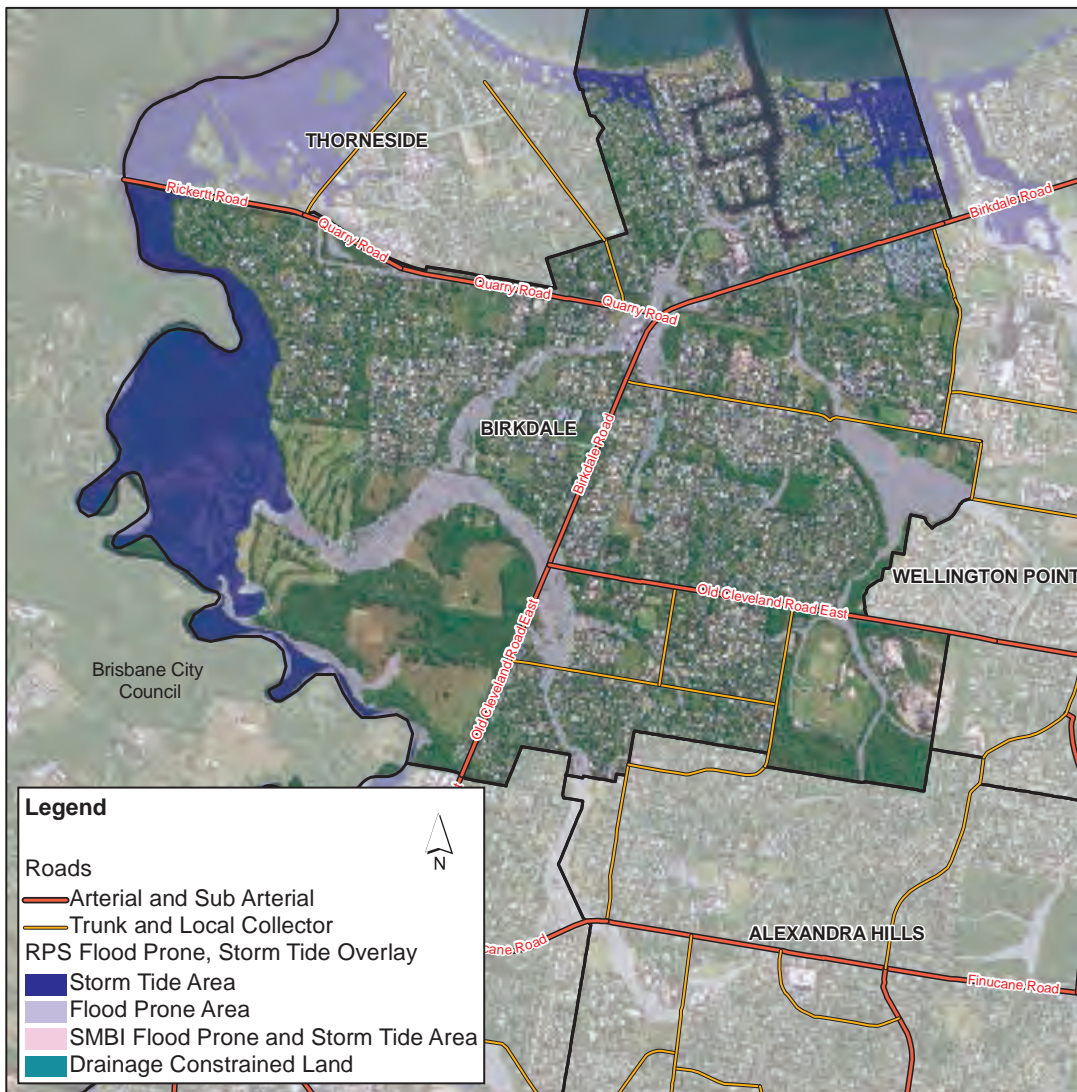 THORNESIDE
Rickertt Road
Birkdale Road
Quarry Road
Quarry Road
Quarry Road
BIRKDALE
Birkdale Road
WELLINGTON POINT
Old Cleveland Road East
Brisbane City
Council
Old Cleveland Road East
Legend
N
Roads
Arterial and Sub Arterial
Trunk and Local Collector
RPS Flood Prone, Storm Tide Overlay
Storm Tide Area
Flood Prone Area
SMBI Flood Prone and Storm Tide Area
Drainage Constrained Land
cane Road
ALEXANDRA HILLS
Finucane Road